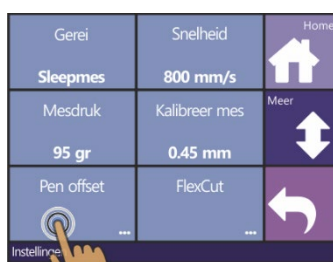 Gerei
Sleepmes
Snelheid
800 mm/s
Home
Mesdruk
95 gr
Kalibreer mes
0.45 mm
Meer
Pen offset
...
FlexCut
...